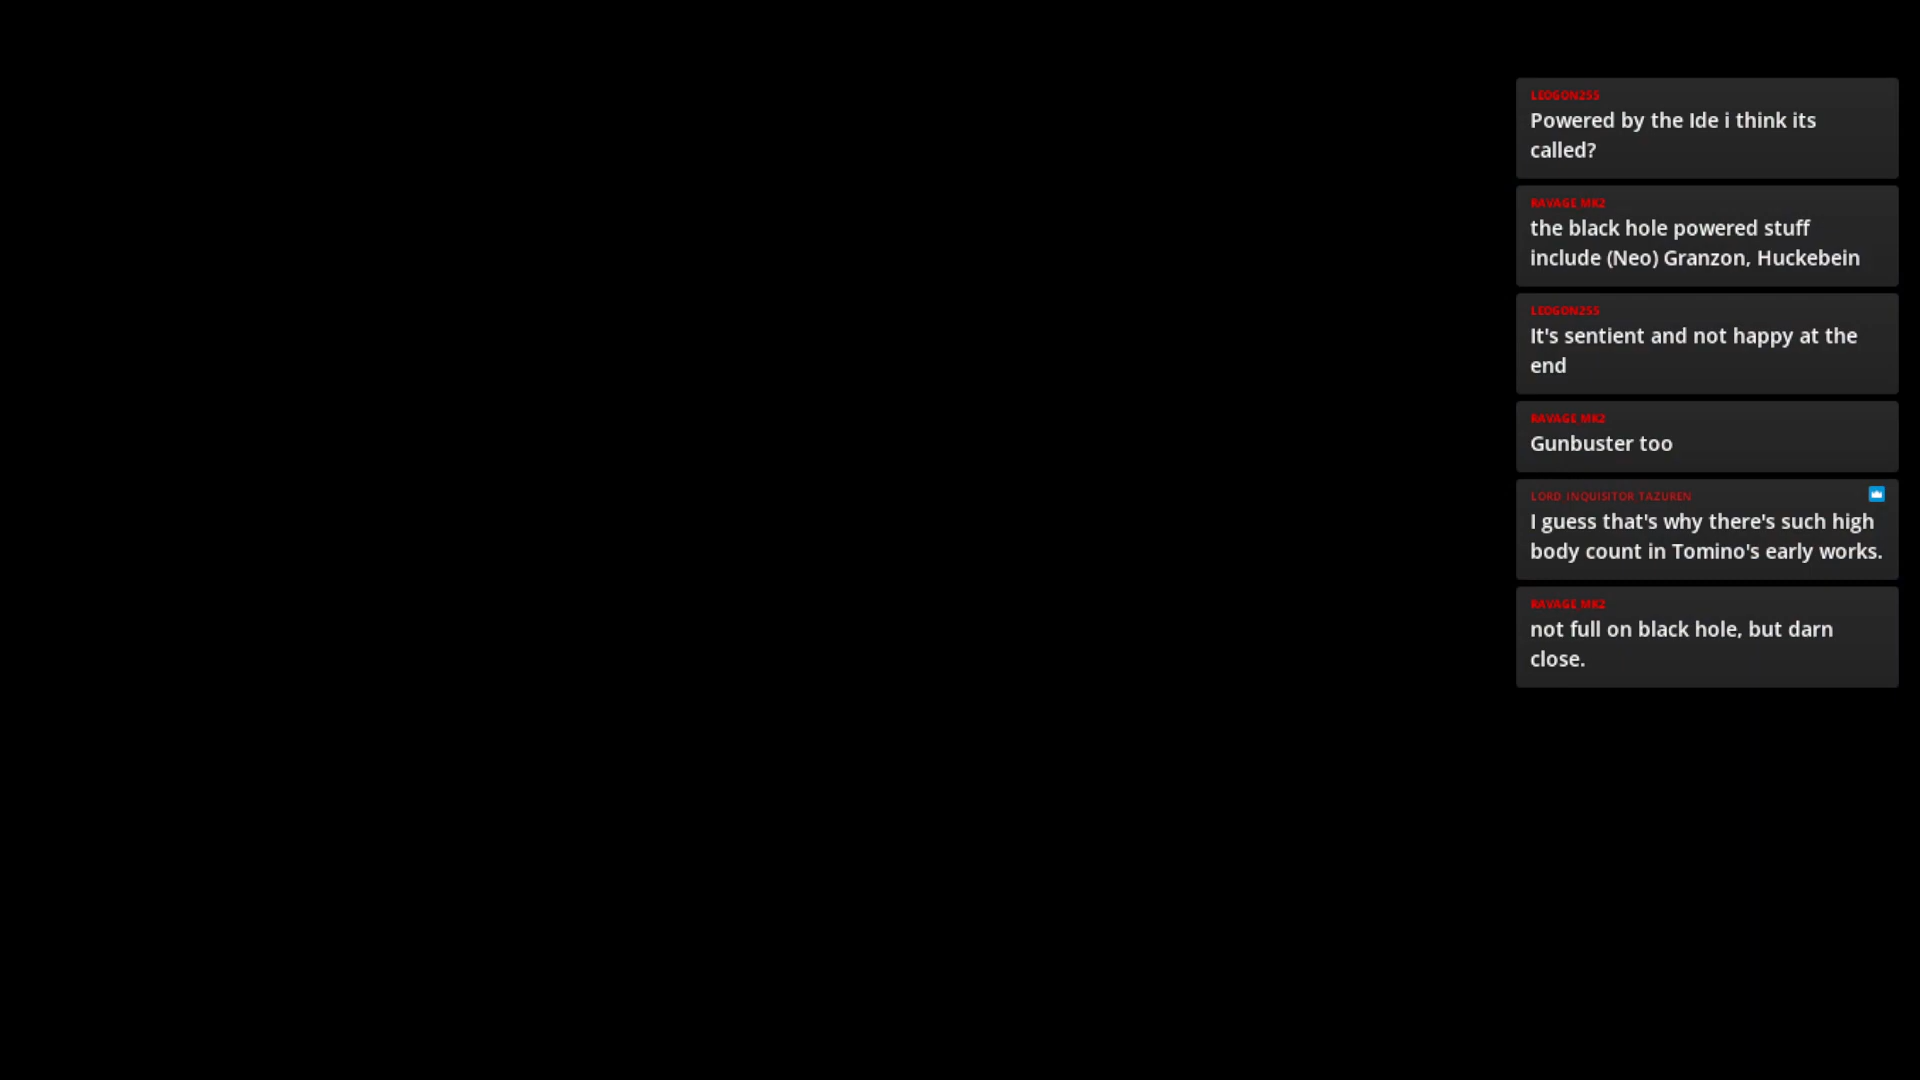 LEOGON255
Powered by the Ide i think its
called?
RAVAGE MK2
the black hole powered stuff
include (Neo) Granzon, Huckebein
LEOGON255
It's sentient and not happy at the
end
RAVAGE MK2
Gunbuster too
LORD INQUISITOR TAZUREN
I guess that's why there's such high
body count in Tomino's early works.
RAVAGE MK2
not full on black hole, but darn
close.